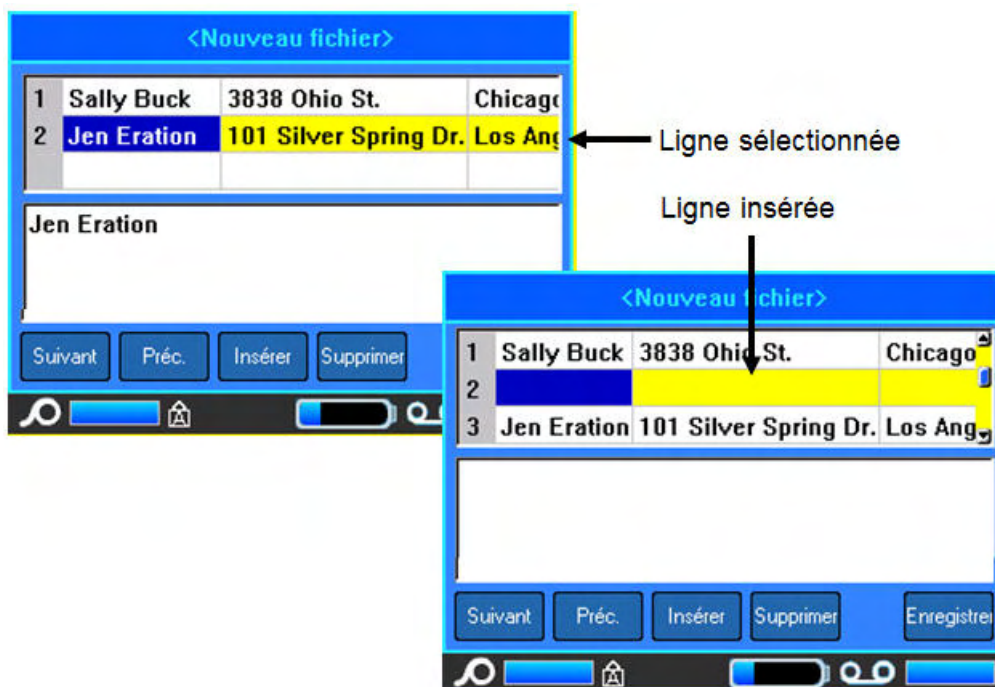 <Nouveau fichier>
1 Sally Buck 3838 Ohio St. Chicago
2 Jen Eration 101 Silver Spring Dr. Los Ang
Ligne sélectionnée
Ligne insérée
Jen Eration
Suivant Préc. Insérer Supprimer
<Nouveau fichier>
1 Sally Buck 3838 Ohio St. Chicago
2
3 Jen Eration 101 Silver Spring Dr. Los Ang
Suivant Préc. Insérer Supprimer Enregistrer